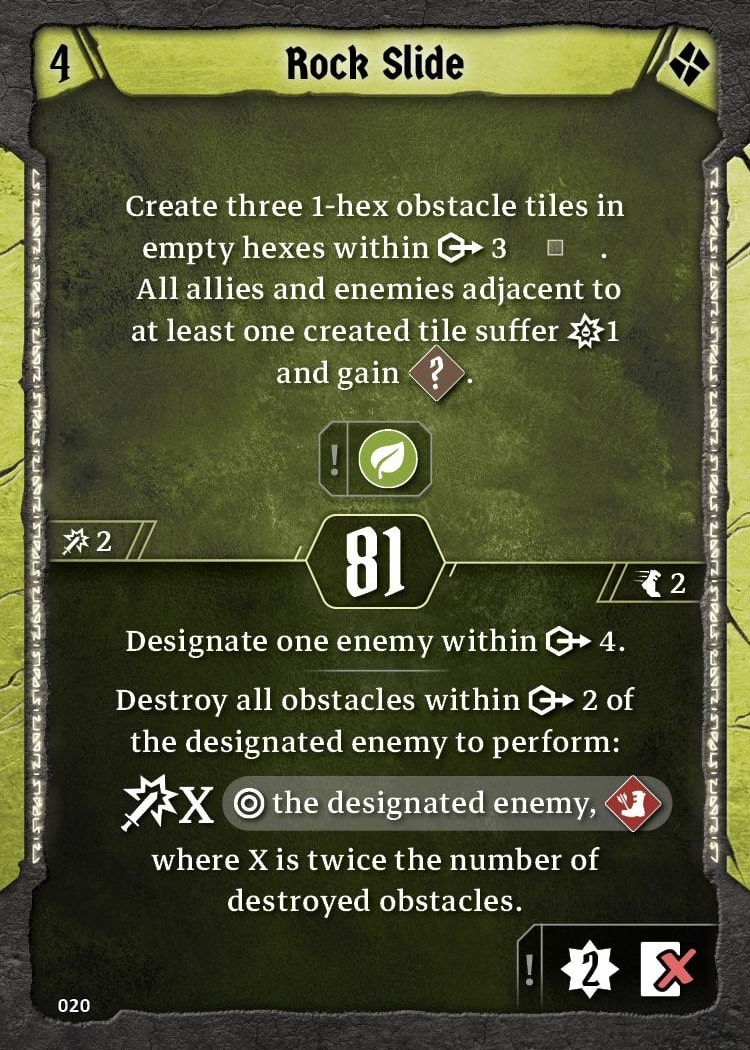 4
Rock Slide
Create three 1-hex obstacle tiles in
empty hexes within 3 .
All allies and enemies adjacent to
at least one created tile suffer 1
and gain ? .
!
2
81
2
Designate one enemy within 4.
Destroy all obstacles within 2 of
the designated enemy to perform:
X the designated enemy,
where X is twice the number of
destroyed obstacles.
! 2
020